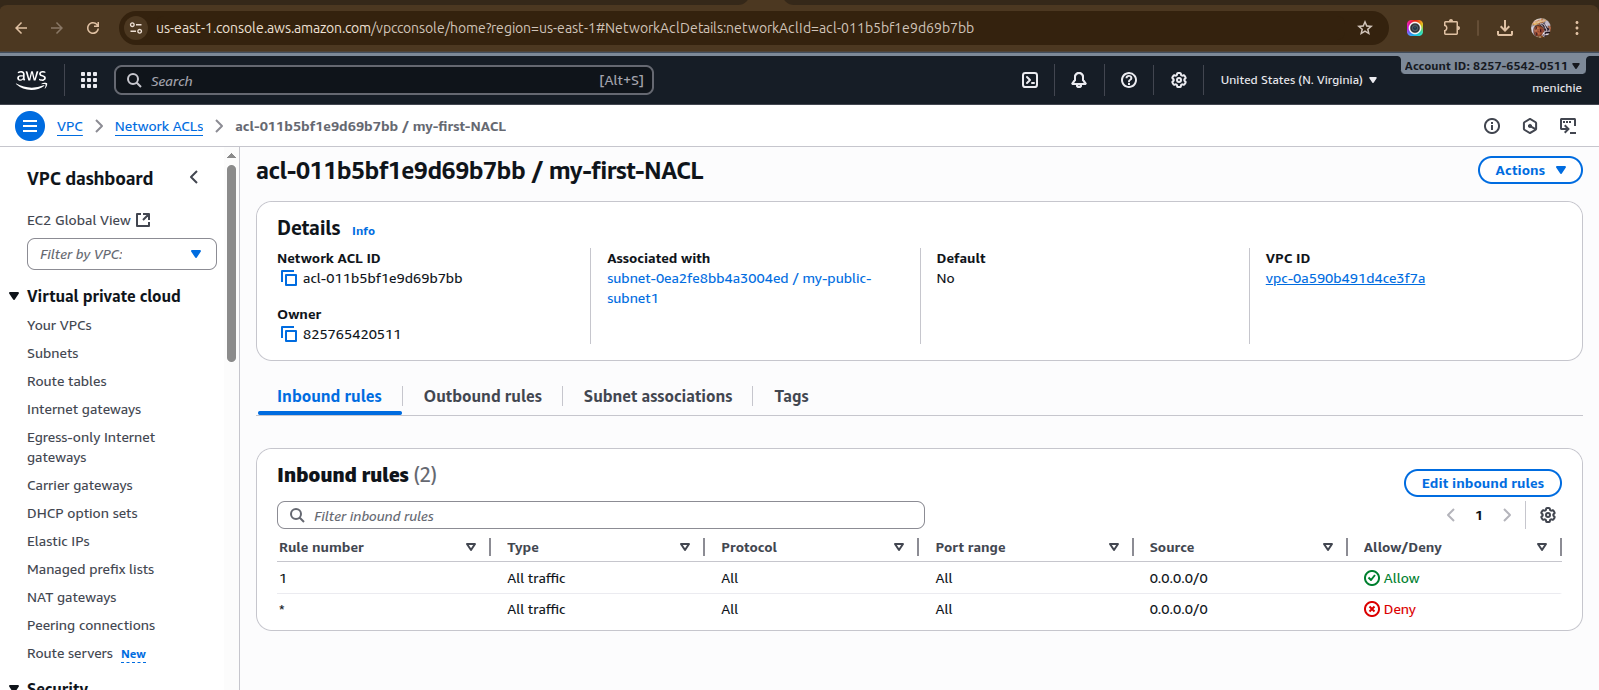 us-east-1.console.aws.amazon.com/vpcconsole/home?region=us-east-1#NetworkAclDetails:networkAclId=acl-011b5bf1e9d69b7bb
aws
Search [Alt+S]
United States (N. Virginia)
Account ID: 8257-6542-0511
menichie
VPC > Network ACLs > acl-011b5bf1e9d69b7bb / my-first-NACL
VPC dashboard
EC2 Global View
Filter by VPC:
Virtual private cloud
Your VPCs
Subnets
Route tables
Internet gateways
Egress-only Internet
gateways
Carrier gateways
DHCP option sets
Elastic IPs
Managed prefix lists
NAT gateways
Peering connections
Route servers New
Security
acl-011b5bf1e9d69b7bb / my-first-NACL
Actions
Details Info
Network ACL ID
acl-011b5bf1e9d69b7bb
Owner
825765420511
Associated with
subnet-0ea2fe8bb4a3004ed / my-public-
subnet1
Default
No
VPC ID
vpc-0a590b491d4ce3f7a
Inbound rules Outbound rules Subnet associations Tags
Inbound rules (2)
Edit inbound rules
Filter inbound rules
1
Rule number Type Protocol Port range Source Allow/Deny
1 All traffic All All 0.0.0.0/0 Allow
* All traffic All All 0.0.0.0/0 Deny